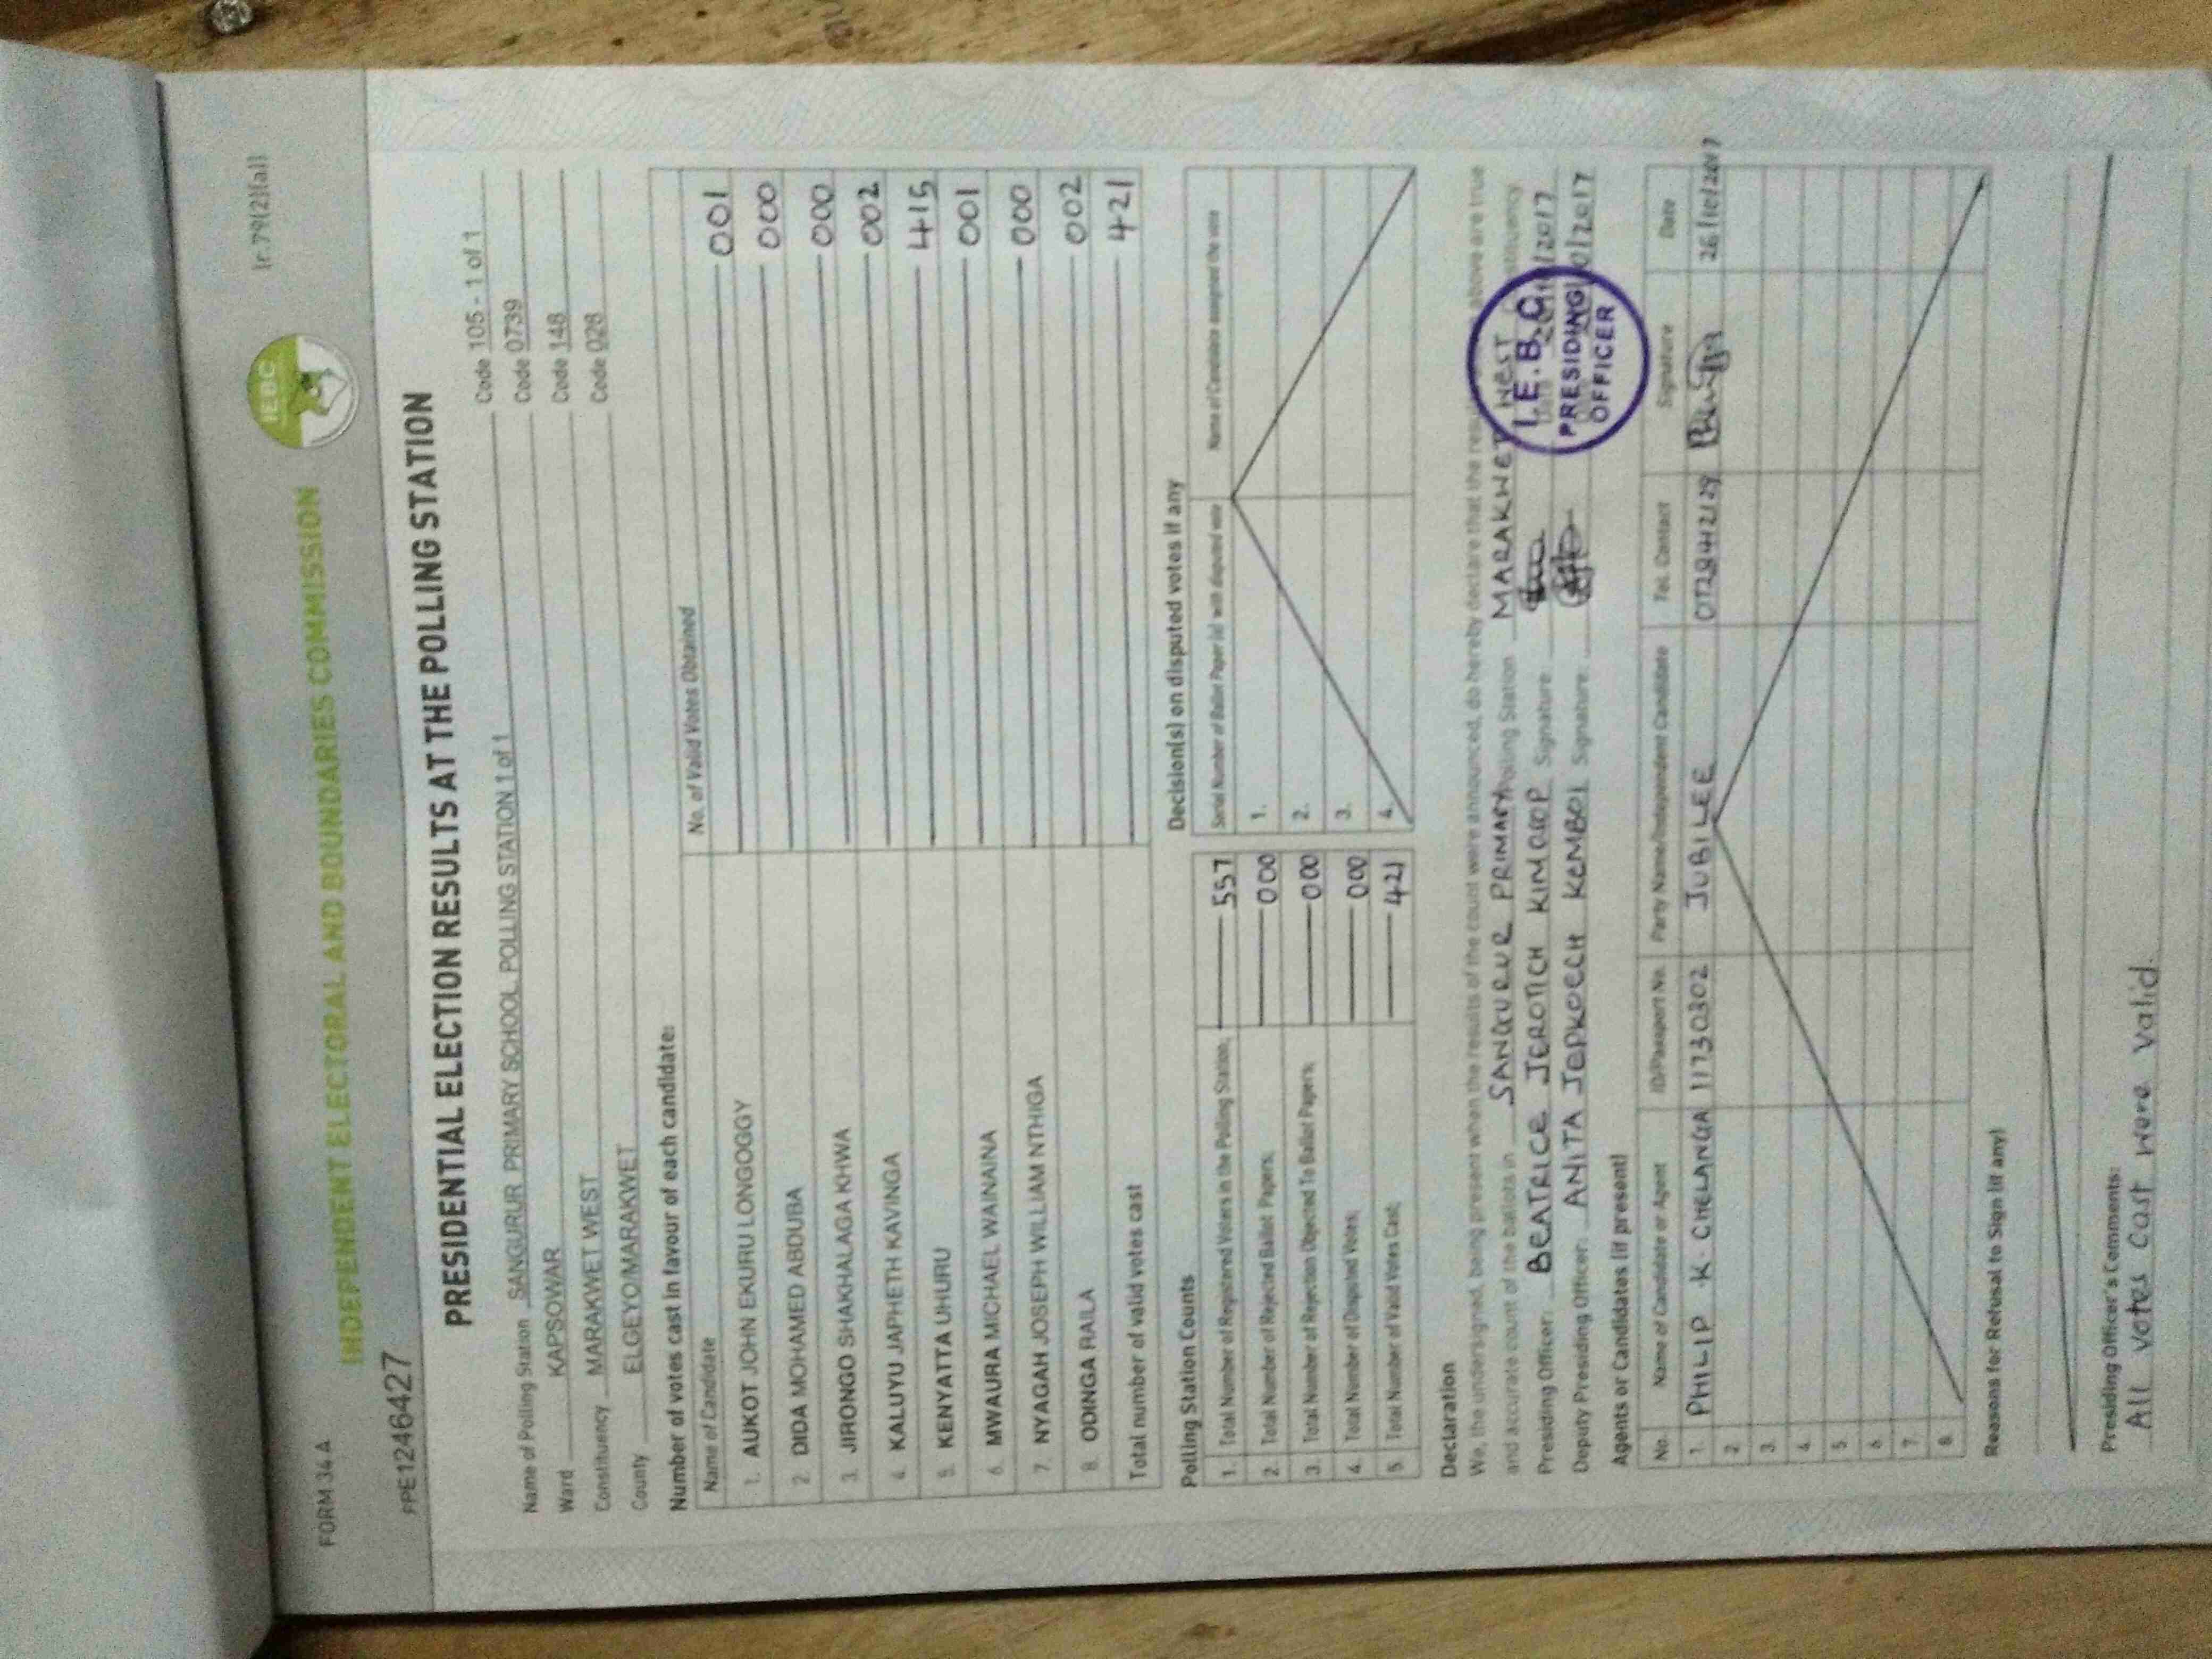 FORM 34A
[r.79(2)(a)]
IEBC
INDEPENDENT ELECTORAL AND BOUNDARIES COMMISSION
PPE1246427
PRESIDENTIAL ELECTION RESULTS AT THE POLLING STATION
Name of Polling Station SANGURUR PRIMARY SCHOOL POLLING STATION 1 of 1 Code 105 - 1 of 1
Ward KAPSOWAR Code 0739
Constituency MARAKWET WEST Code 148
County ELGEYO/MARAKWET Code 028
Number of votes cast in favour of each candidate:
Name of Candidate No. of Valid Votes Obtained
1. AUKOT JOHN EKURU LONGOGGY 001
2. DIDA MOHAMED ABDUBA 000
3. JIRONGO SHAKHALAGA KHWA 000
4. KALUYU JAPHETH KAVINGA 002
5. KENYATTA UHURU 415
6. MWAURA MICHAEL WAINAINA 001
7. NYAGAH JOSEPH WILLIAM NTHIGA 000
8. ODINGA RAILA 002
Total number of valid votes cast 421
Polling Station Counts
1. Total Number of Registered Voters in the Polling Station; 557
2. Total Number of Rejected Ballot Papers; 000
3. Total Number of Rejection Objected To Ballot Papers; 000
4. Total Number of Disputed Votes; 000
5. Total Number of Valid Votes Cast; 421
Decision(s) on disputed votes if any
Serial Number of Ballot Paper (s) with disputed vote Name of Candidate assigned the vote
1.
2.
3.
4.
Declaration
We, the undersigned, being present when the results of the count were announced, do hereby declare that the results above are true
and accurate count of the ballots in SANGURUR PRIMARY Polling Station MARAKWET WEST Constituency
Presiding Officer: BEATRICE JEROTICH KIMOROP Signature: /2017
Deputy Presiding Officer: ANITA JEPKOECH KEMBOI Signature: /2017
I.E.B.C
PRESIDING
OFFICER
Agents or Candidates (if present)
No. Name of Candidate or Agent ID/Passport No. Party Name/Independent Candidate Tel. Contact Signature Date
1. PHILIP K. CHELANGA 11730302 JUBILEE 0728442129 26/10/2017
2.
3.
4.
5.
6.
7.
8.
Reasons for Refusal to Sign (if any)
Presiding Officer's Comments:
All votes cast were valid.